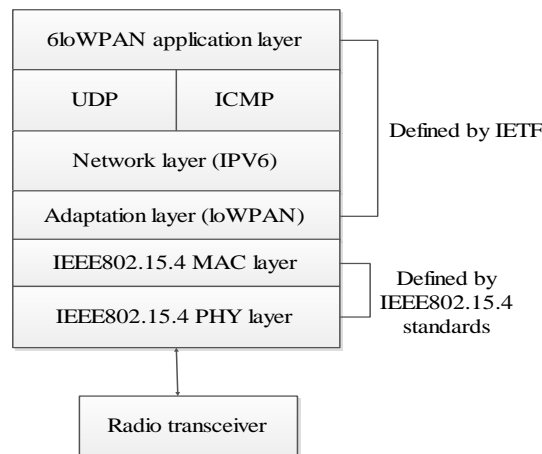 6loWPAN application layer
UDP
ICMP
Defined by IETF
Network layer (IPV6)
Adaptation layer (loWPAN)
IEEE802.15.4 MAC layer
Defined by
IEEE802.15.4
standards
IEEE802.15.4 PHY layer
Radio transceiver